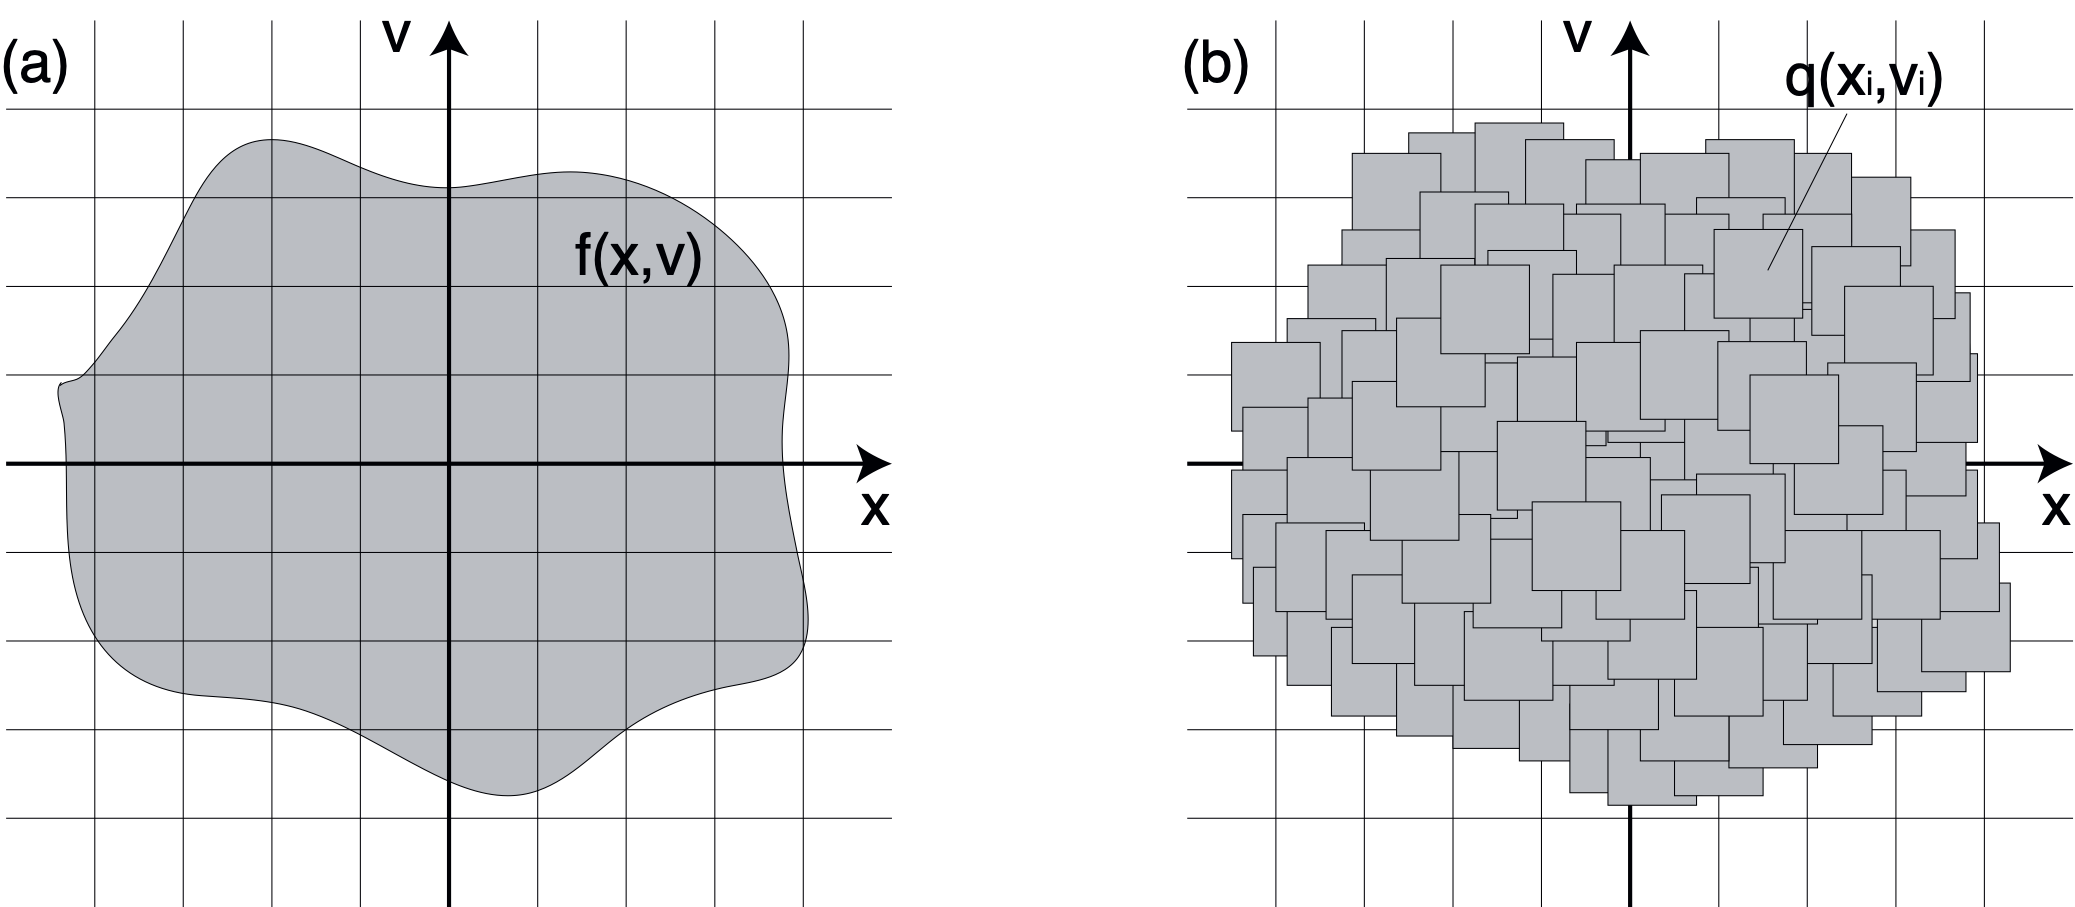 (a)
v
f(x,v)
x
(b)
v
q(xi,vi)
x